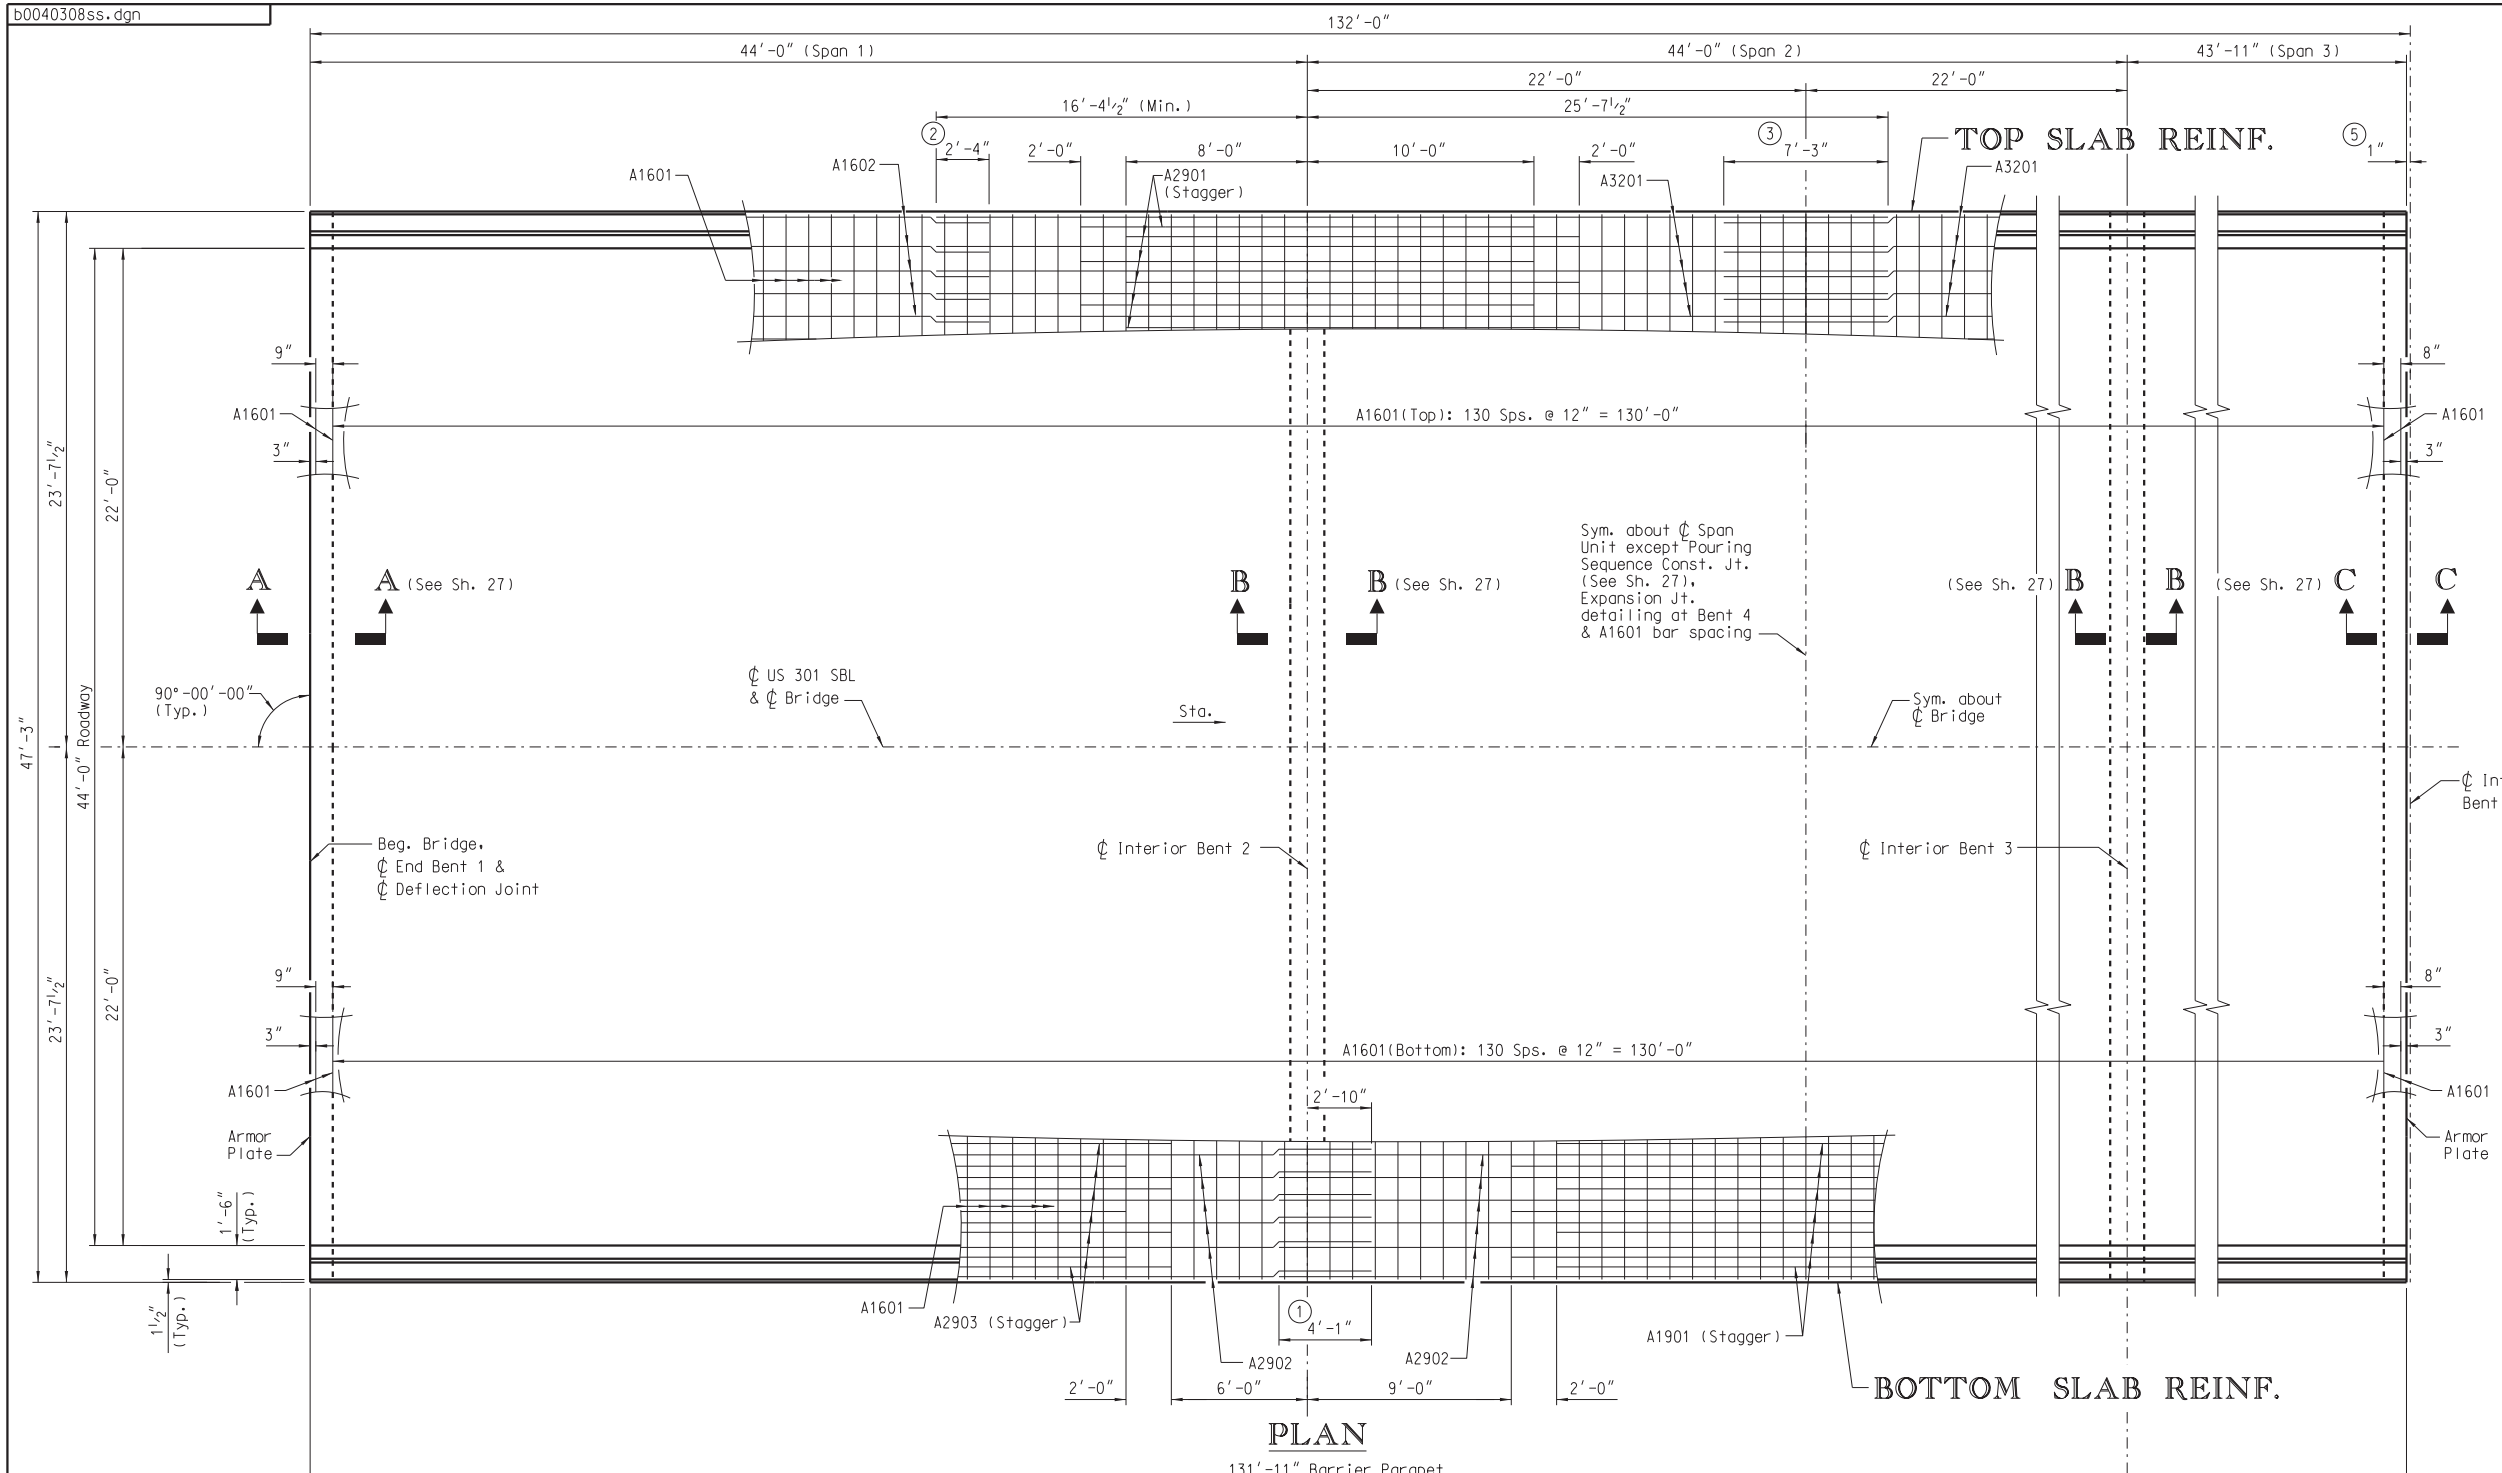 b0040308ss.dgn
132'-0"
44'-0" (Span 1)
44'-0" (Span 2)
43'-11" (Span 3)
22'-0"
22'-0"
16'-4½" (Min.)
25'-7½"
2
3
5
2'-4"
2'-0"
8'-0"
10'-0"
2'-0"
7'-3"
1"
TOP SLAB REINF.
A1601
A1602
A2901
(Stagger)
A3201
A3201
9"
8"
A1601
A1601(Top): 130 Sps. @ 12" = 130'-0"
A1601
3"
3"
23'-7½"
22'-0"
Sym. about ℄ Span
Unit except Pouring
Sequence Const. Jt.
(See Sh. 27),
Expansion Jt.
detailing at Bent 4
& A1601 bar spacing
A
A (See Sh. 27)
B
B (See Sh. 27)
(See Sh. 27) B
B (See Sh. 27)
C
C
90°-00'-00"
(Typ.)
℄ US 301 SBL
& ℄ Bridge
Sta.
Sym. about
℄ Bridge
47'-3"
44'-0" Roadway
℄ In
Bent
Beg. Bridge,
℄ End Bent 1 &
℄ Deflection Joint
℄ Interior Bent 2
℄ Interior Bent 3
9"
8"
23'-7½"
22'-0"
3"
3"
A1601(Bottom): 130 Sps. @ 12" = 130'-0"
A1601
A1601
2'-10"
Armor
Plate
Armor
Plate
1'-6"
(Typ.)
1½"
(Typ.)
A1601
A2903 (Stagger)
1
4'-1"
A2902
A2902
A1901 (Stagger)
2'-0"
6'-0"
9'-0"
2'-0"
BOTTOM SLAB REINF.
PLAN
131'-11" Barrier Parapet